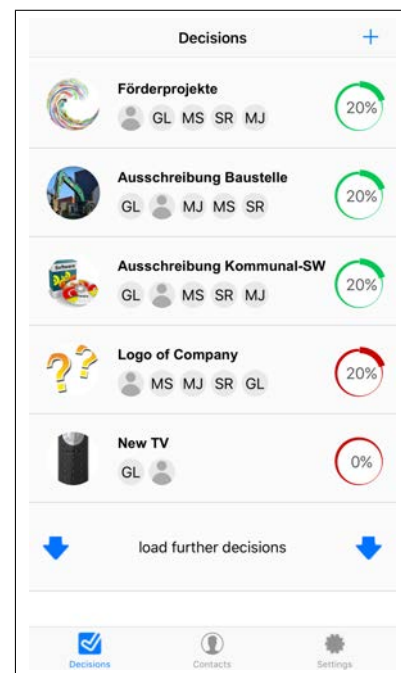 Decisions +
Förderprojekte
GL MS SR MJ
20%
Ausschreibung Baustelle
GL MJ MS SR
20%
Software
Ausschreibung Kommunal-SW
GL MS SR MJ
20%
??
Logo of Company
MS MJ SR GL
20%
New TV
GL
0%
load further decisions
Decisions Contacts Settings